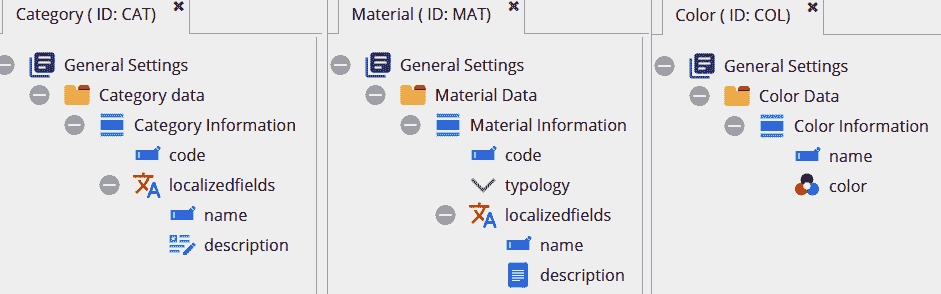 Category ( ID: CAT)
General Settings
Category data
Category Information
code
localizedfields
name
description
Material ( ID: MAT)
General Settings
Material Data
Material Information
code
typology
localizedfields
name
description
Color ( ID: COL)
General Settings
Color Data
Color Information
name
color